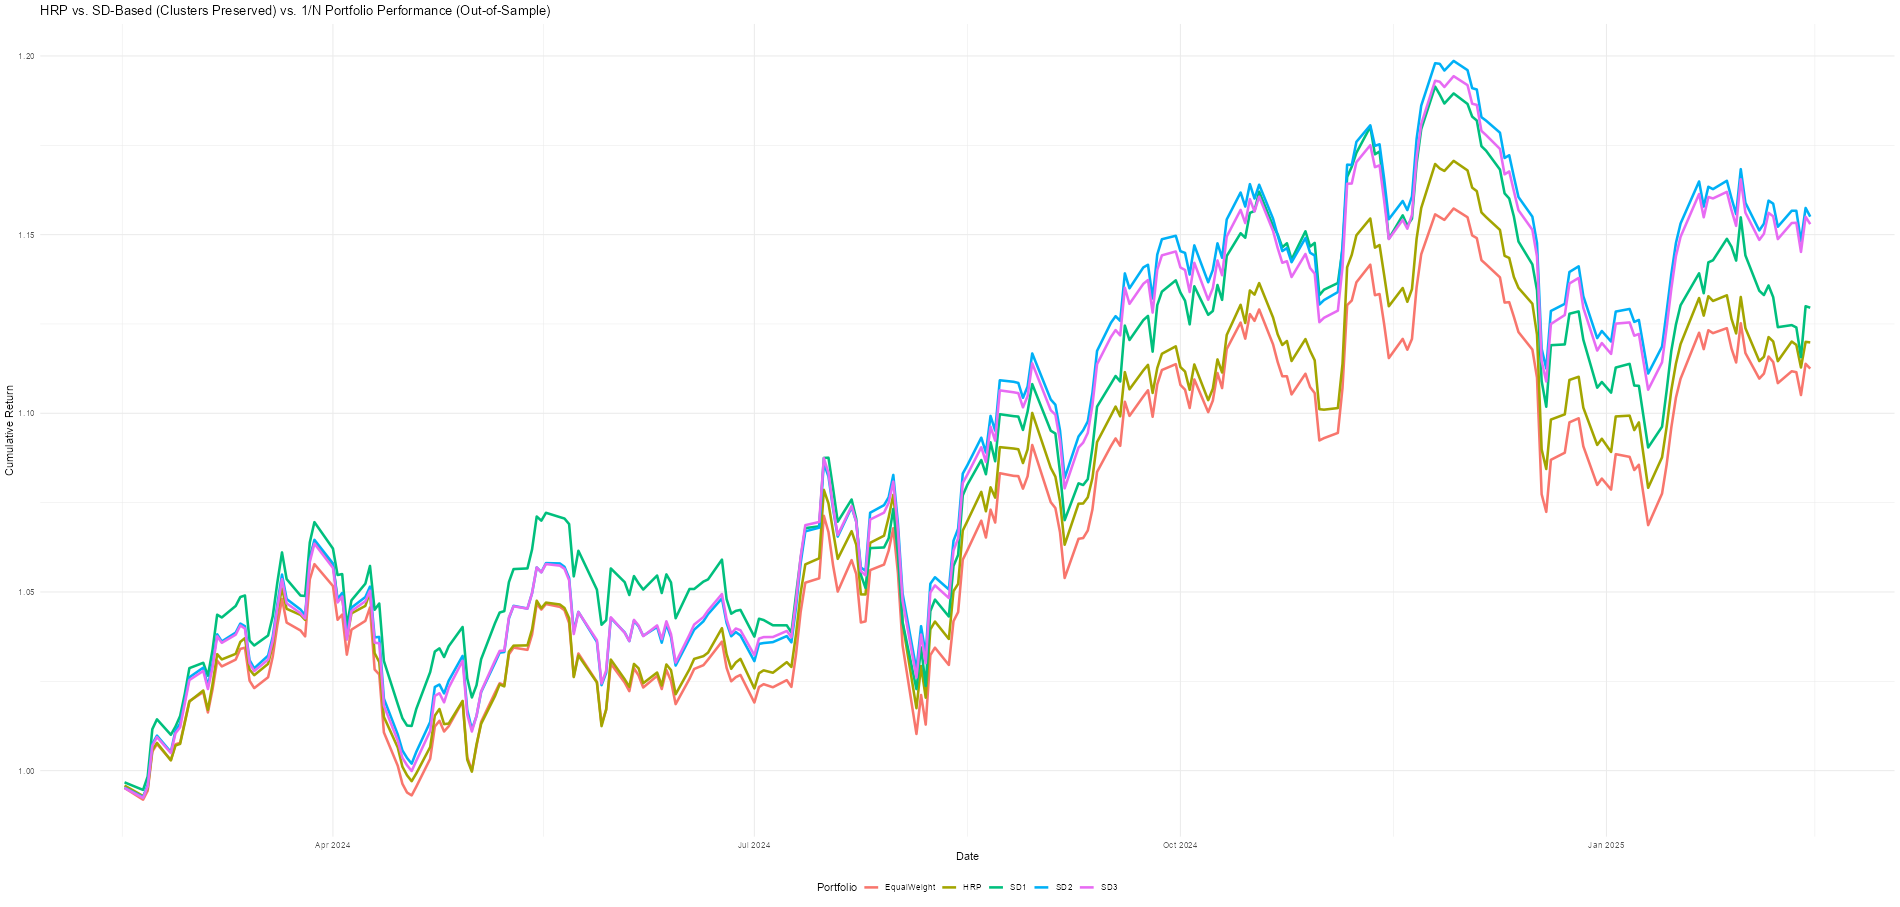 HRP vs. SD-Based (Clusters Preserved) vs. 1/N Portfolio Performance (Out-of-Sample)
1.20
1.15
1.10
1.05
1.00
Cumulative Return
Apr 2024
Jul 2024
Oct 2024
Jan 2025
Date
Portfolio EqualWeight HRP SD1 SD2 SD3